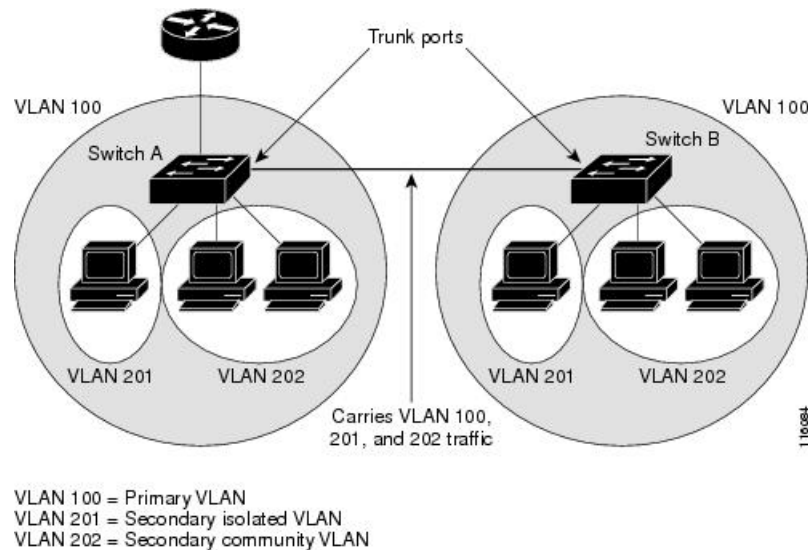 Trunk ports
VLAN 100
VLAN 100
Switch A
Switch B
VLAN 201
VLAN 202
VLAN 201
VLAN 202
Carries VLAN 100,
201, and 202 traffic
116084
VLAN 100 = Primary VLAN
VLAN 201 = Secondary isolated VLAN
VLAN 202 = Secondary community VLAN